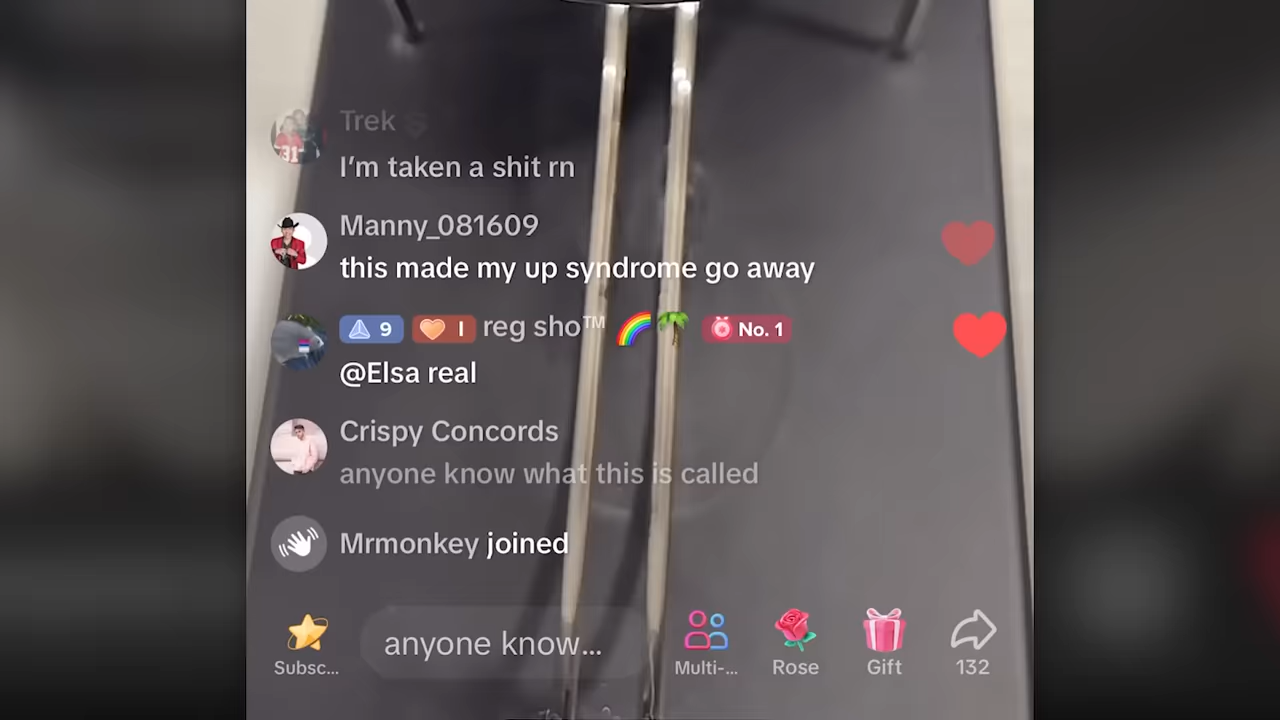 Trek
I'm taken a shit rn
Manny_081609
this made my up syndrome go away
9 I reg sho™ 🌈🌴 No. 1
@Elsa real
Crispy Concords
anyone know what this is called
Mrmonkey joined
anyone know...
Subsc... Multi-... Rose Gift 132